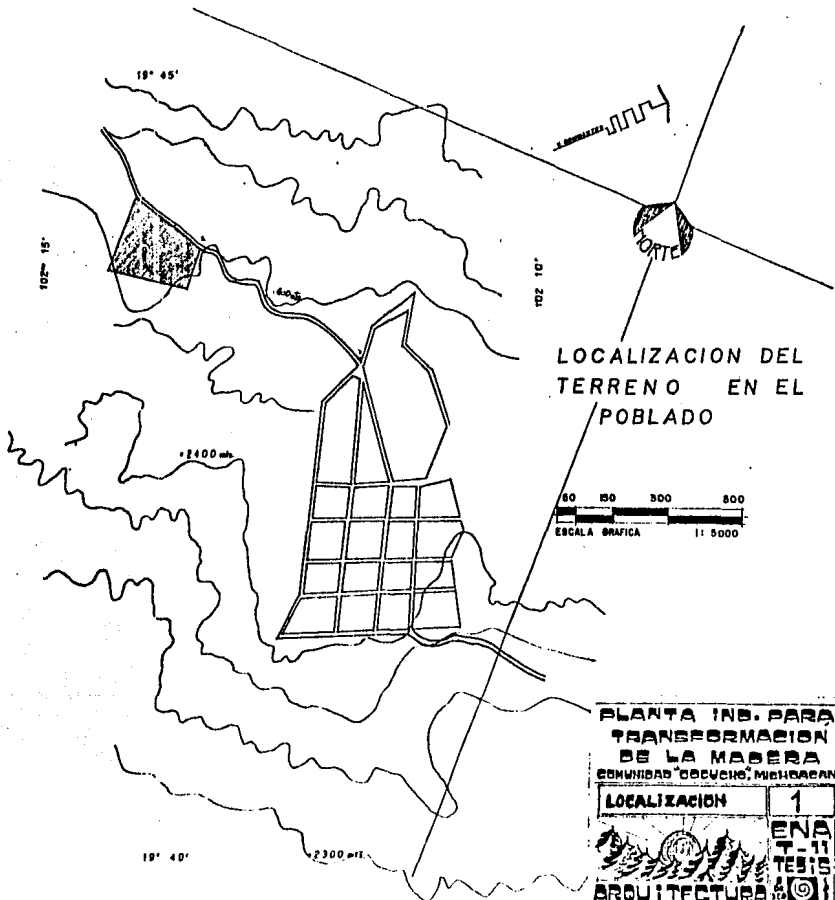 19° 45'
V. DOMINANTES
NORTE
102° 15'
102 10'
LOCALIZACION DEL
TERRENO EN EL
POBLADO
+2400 mts.
ESCALA GRAFICA 1: 5000
19° 40'
+2300 mts.
PLANTA IND. PARA
TRANSFORMACION
DE LA MADERA
COMUNIDAD "COCUCHO", MICHOACAN
LOCALIZACION 1
ENA
T-11
TESIS
ARQUITECTURA